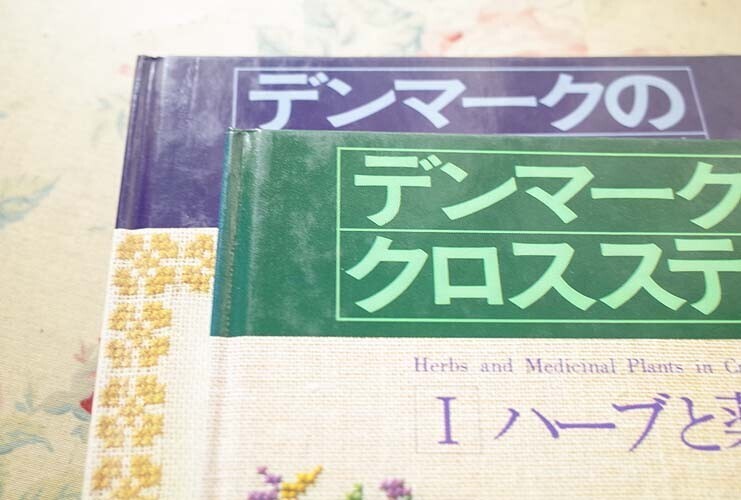 デンマークの
デンマーク
クロスステ
Herbs and Medicinal Plants in
I ハーブと